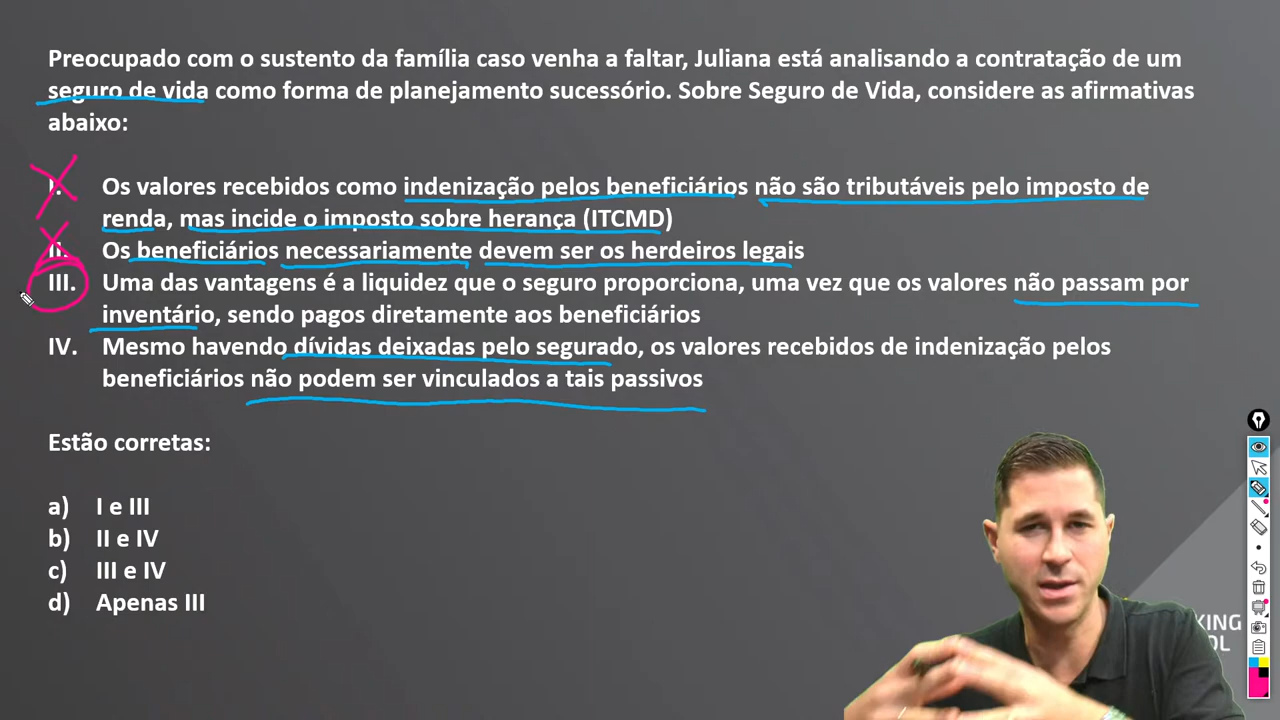 Preocupado com o sustento da família caso venha a faltar, Juliana está analisando a contratação de um
seguro de vida como forma de planejamento sucessório. Sobre Seguro de Vida, considere as afirmativas
abaixo:
I. Os valores recebidos como indenização pelos beneficiários não são tributáveis pelo imposto de
renda, mas incide o imposto sobre herança (ITCMD)
II. Os beneficiários necessariamente devem ser os herdeiros legais
III. Uma das vantagens é a liquidez que o seguro proporciona, uma vez que os valores não passam por
inventário, sendo pagos diretamente aos beneficiários
IV. Mesmo havendo dívidas deixadas pelo segurado, os valores recebidos de indenização pelos
beneficiários não podem ser vinculados a tais passivos
Estão corretas:
a) I e III
b) II e IV
c) III e IV
d) Apenas III